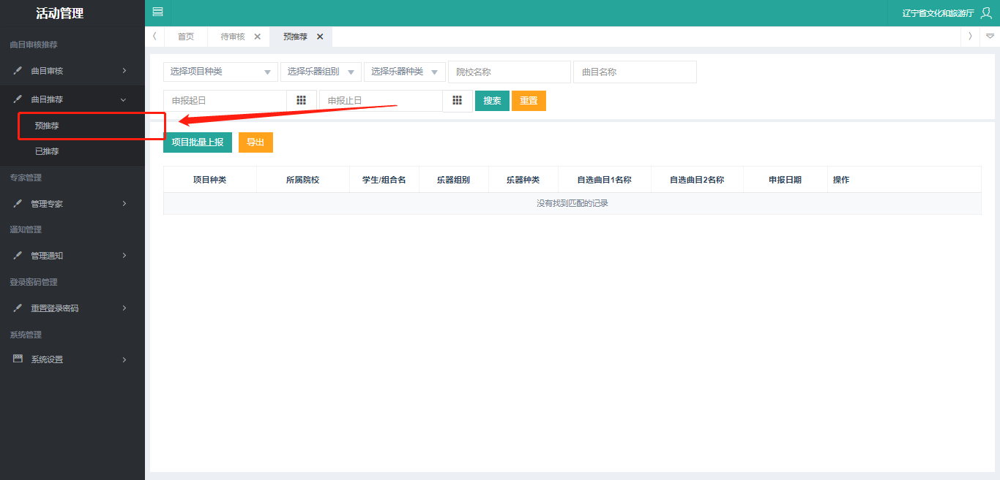 活动管理
辽宁省文化和旅游厅
首页
待审核
预推荐
曲目审核推荐
曲目审核
曲目推荐
预推荐
已推荐
专家管理
管理专家
通知管理
管理通知
登录密码管理
重置登录密码
系统管理
系统设置
选择项目种类 选择乐器组别 选择乐器种类 院校名称 曲目名称
申报起日 申报止日 搜索 重置
项目批量上报 导出
项目种类 所属院校 学生/组合名 乐器组别 乐器种类 自选曲目1名称 自选曲目2名称 申报日期 操作
没有找到匹配的记录